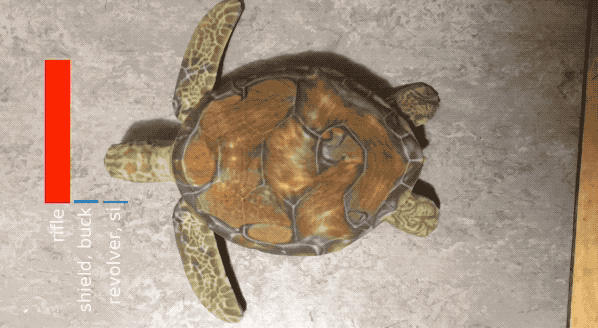 rifle
shield, buck
revolver, si